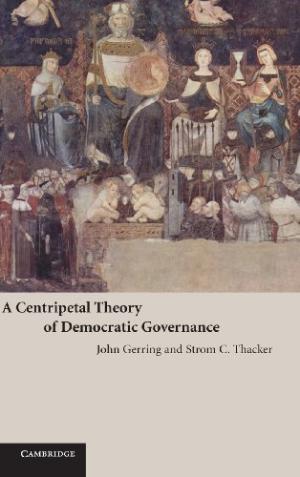 A Centripetal Theory
of Democratic Governance
John Gerring and Strom C. Thacker
CAMBRIDGE